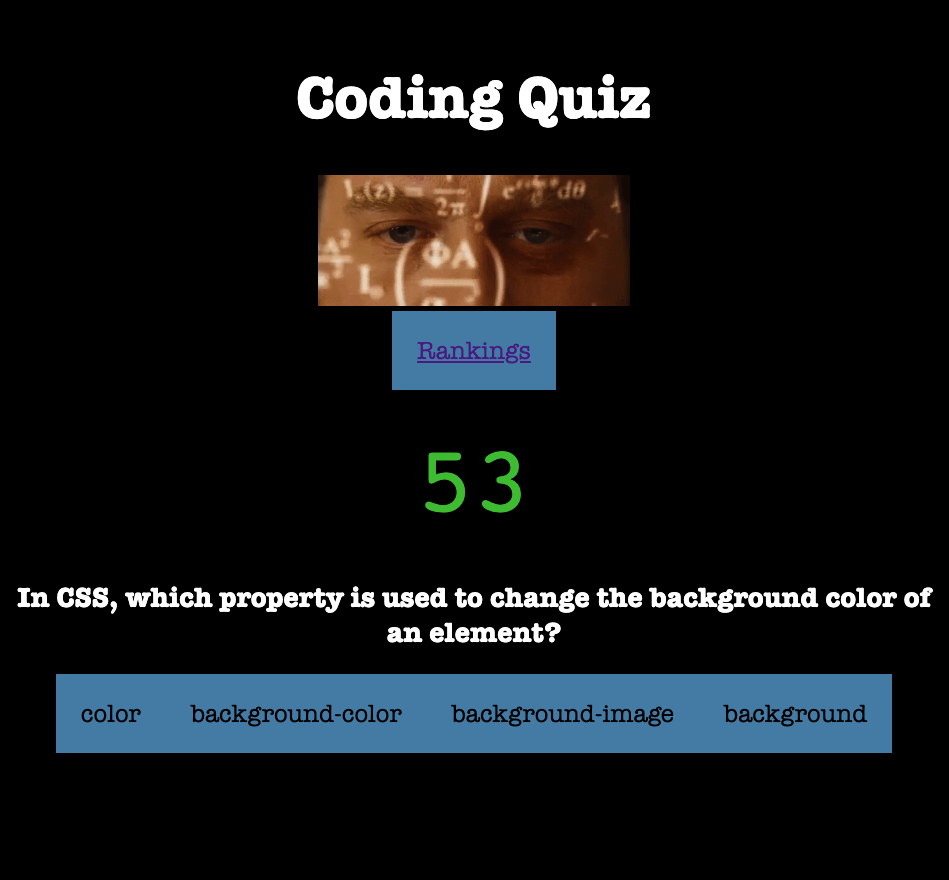 Coding Quiz
Rankings
53
In CSS, which property is used to change the background color of
an element?
color background-color background-image background